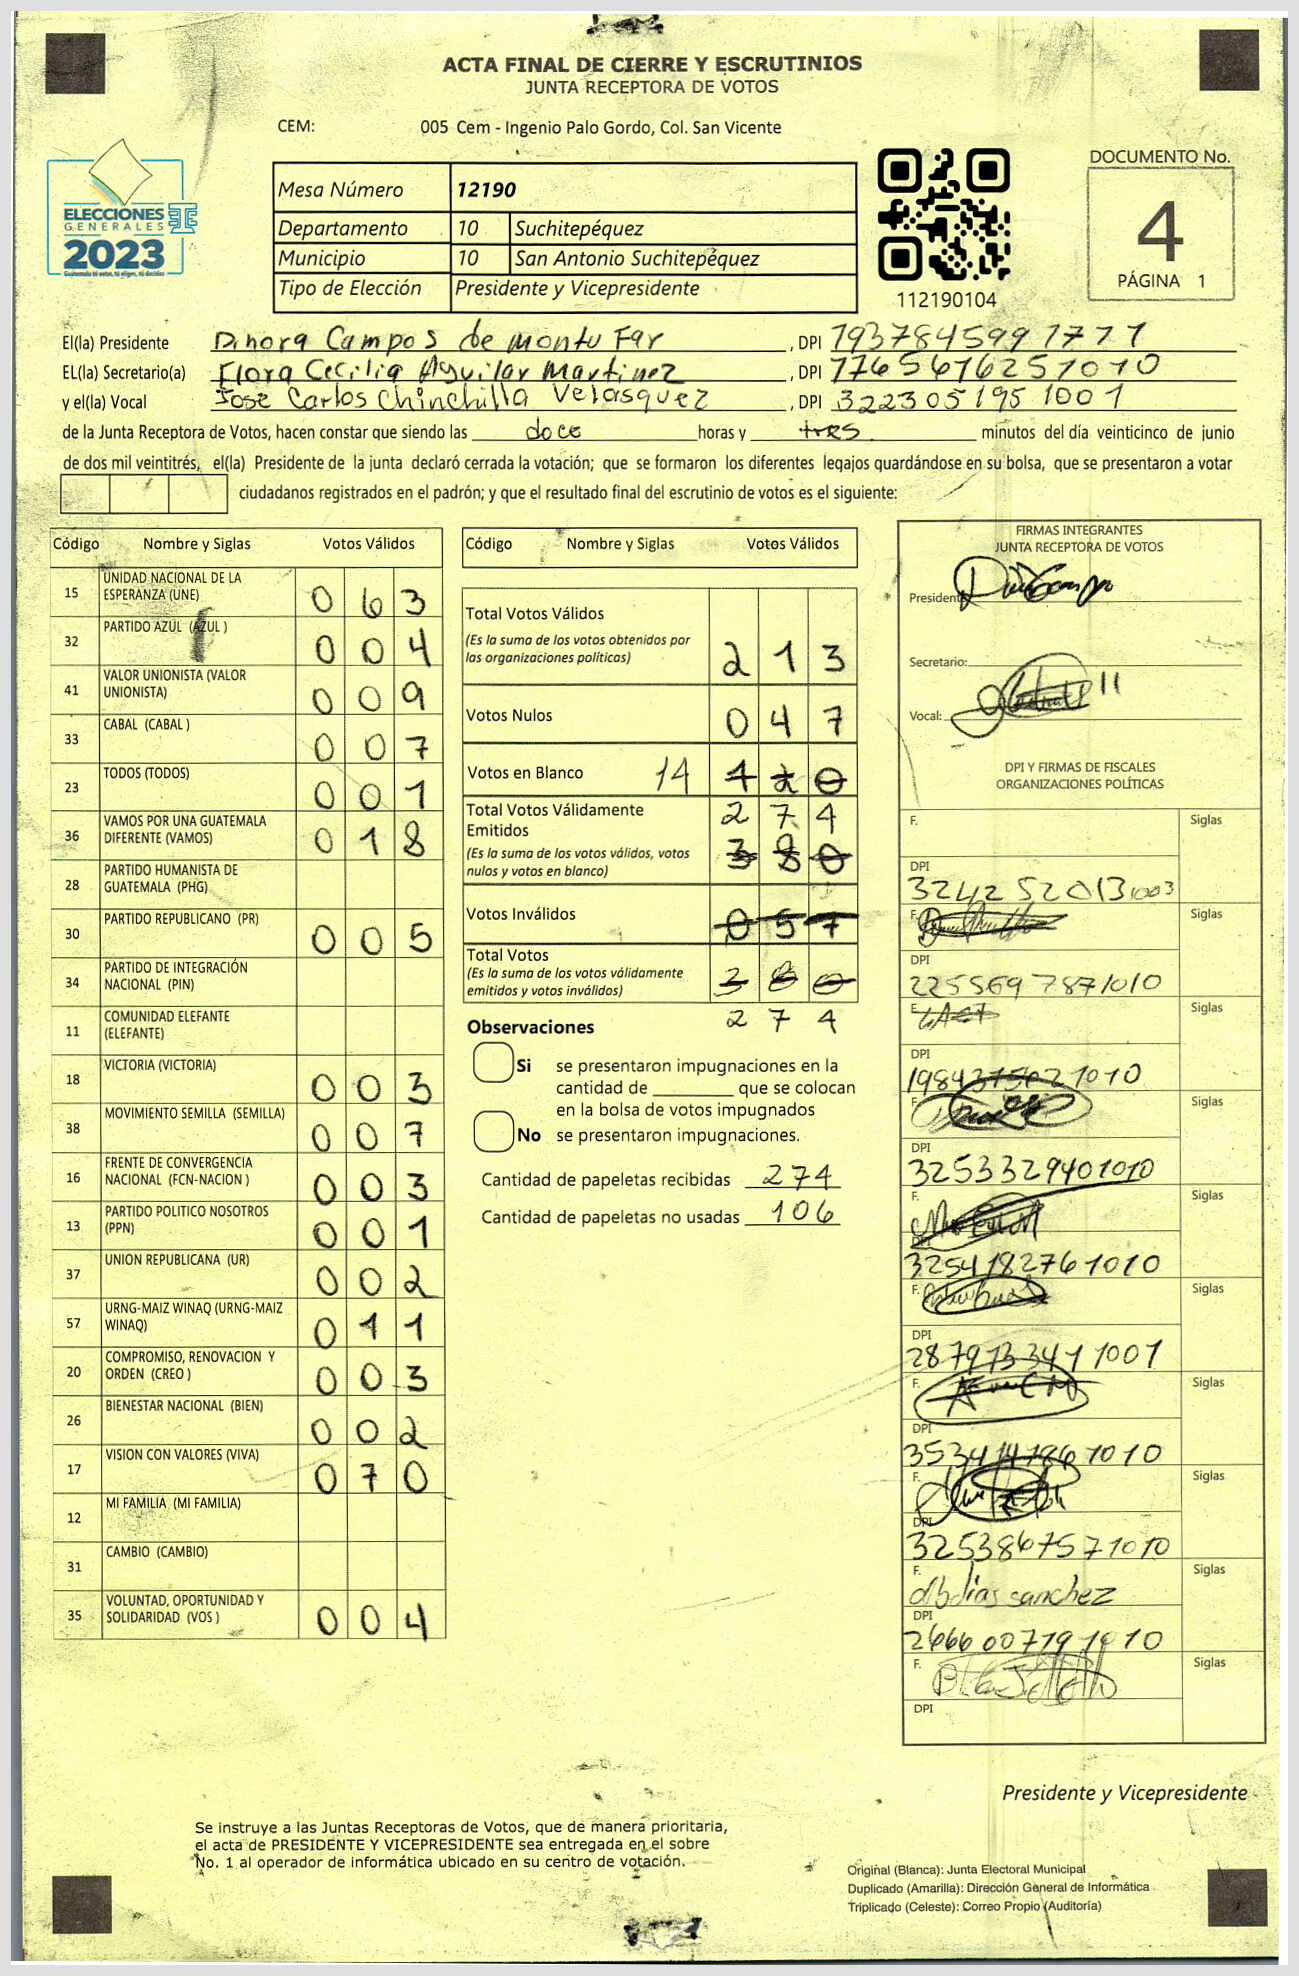 ACTA FINAL DE CIERRE Y ESCRUTINIOS
JUNTA RECEPTORA DE VOTOS
CEM: 005 Cem - Ingenio Palo Gordo, Col. San Vicente
ELECCIONES
GENERALES
2023
Guatemala tú votas, tú eliges, tú decides
Mesa Número 12190
Departamento 10 Suchitepéquez
Municipio 10 San Antonio Suchitepéquez
Tipo de Elección Presidente y Vicepresidente
112190104
DOCUMENTO No.
4
PÁGINA 1
El(la) Presidente Dinora Campos de montu Far, DPI 1937845991771
EL(la) Secretario(a) Flora Cecilia Aguilar Martinez, DPI 7765676251010
y el(la) Vocal José Carlos Chinchilla Velasquez, DPI 3223051951001
de la Junta Receptora de Votos, hacen constar que siendo las doce horas y tres minutos del día veinticinco de junio
de dos mil veintitrés, el(la) Presidente de la junta declaró cerrada la votación; que se formaron los diferentes legajos guardándose en su bolsa, que se presentaron a votar
ciudadanos registrados en el padrón; y que el resultado final del escrutinio de votos es el siguiente:
Código Nombre y Siglas Votos Válidos
15 UNIDAD NACIONAL DE LA ESPERANZA (UNE) 0 6 3
32 PARTIDO AZUL (AZUL ) 0 0 4
41 VALOR UNIONISTA (VALOR UNIONISTA) 0 0 9
33 CABAL (CABAL ) 0 0 7
23 TODOS (TODOS) 0 0 1
36 VAMOS POR UNA GUATEMALA DIFERENTE (VAMOS) 0 1 8
28 PARTIDO HUMANISTA DE GUATEMALA (PHG)
30 PARTIDO REPUBLICANO (PR) 0 0 5
34 PARTIDO DE INTEGRACIÓN NACIONAL (PIN)
11 COMUNIDAD ELEFANTE (ELEFANTE)
18 VICTORIA (VICTORIA) 0 0 3
38 MOVIMIENTO SEMILLA (SEMILLA) 0 0 7
16 FRENTE DE CONVERGENCIA NACIONAL (FCN-NACION ) 0 0 3
13 PARTIDO POLITICO NOSOTROS (PPN) 0 0 1
37 UNION REPUBLICANA (UR) 0 0 2
57 URNG-MAIZ WINAQ (URNG-MAIZ WINAQ) 0 1 1
20 COMPROMISO, RENOVACION Y ORDEN (CREO ) 0 0 3
26 BIENESTAR NACIONAL (BIEN) 0 0 2
17 VISION CON VALORES (VIVA) 0 7 0
12 MI FAMILIA (MI FAMILIA)
31 CAMBIO (CAMBIO)
35 VOLUNTAD, OPORTUNIDAD Y SOLIDARIDAD (VOS ) 0 0 4
Código Nombre y Siglas Votos Válidos
Total Votos Válidos
(Es la suma de los votos obtenidos por
las organizaciones políticas) 2 1 3
Votos Nulos 0 4 7
Votos en Blanco 14 1 2 0
Total Votos Válidamente 2 7 4
Emitidos
(Es la suma de los votos válidos, votos 3 8 0
nulos y votos en blanco)
Votos Inválidos 0 5 7
Total Votos
(Es la suma de los votos válidamente
emitidos y votos inválidos) 3 8 0
Observaciones 2 7 4
Si se presentaron impugnaciones en la
cantidad de ________ que se colocan
en la bolsa de votos impugnados
No se presentaron impugnaciones.
Cantidad de papeletas recibidas 274
Cantidad de papeletas no usadas 106
FIRMAS INTEGRANTES
JUNTA RECEPTORA DE VOTOS
Presidente:
Secretario:
Vocal:
DPI Y FIRMAS DE FISCALES
ORGANIZACIONES POLÍTICAS
F. Siglas
DPI
3242 52013 1003
F. Siglas
DPI
225569 7871010
F. Siglas
DPI
F. Siglas
DPI
3253329401010
F. Siglas
DPI
3254182761010
F. Siglas
DPI
287913341 1001
F. Siglas
DPI
3534147861010
F. Siglas
DPI
3253867571010
F. Siglas
Abdias sanchez
DPI
2666007191010
F. Siglas
DPI
Presidente y Vicepresidente
Se instruye a las Juntas Receptoras de Votos, que de manera prioritaria,
el acta de PRESIDENTE Y VICEPRESIDENTE sea entregada en el sobre
No. 1 al operador de informática ubicado en su centro de votación.
Original (Blanca): Junta Electoral Municipal
Duplicado (Amarilla): Dirección General de Informática
Triplicado (Celeste): Correo Propio (Auditoría)